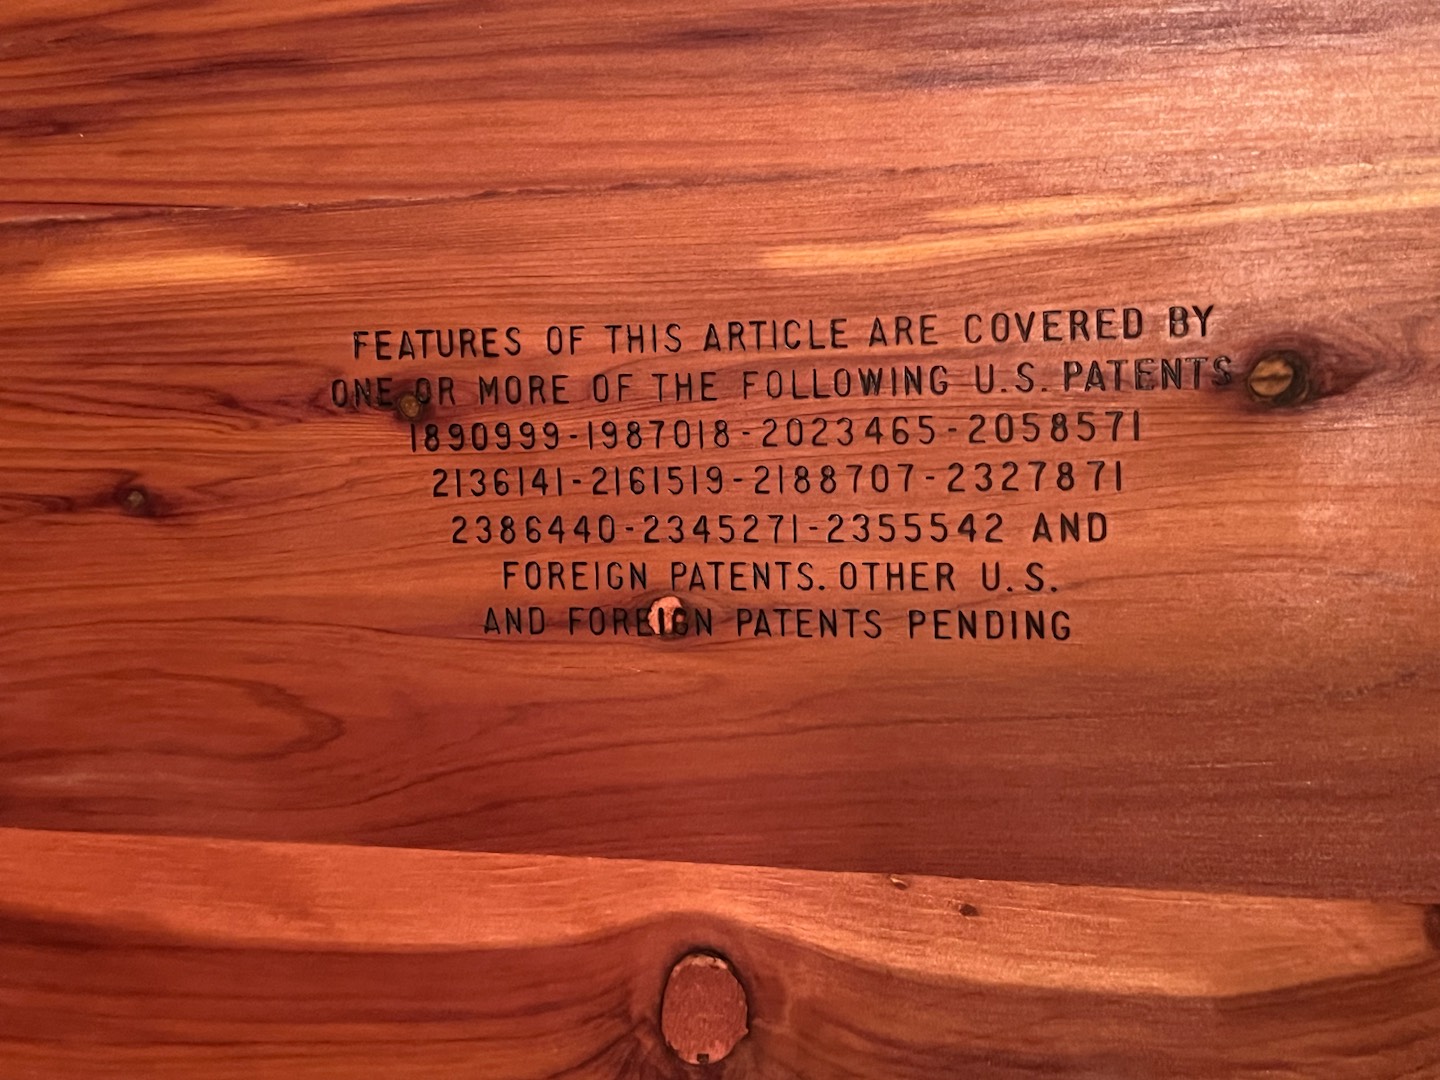 FEATURES OF THIS ARTICLE ARE COVERED BY
ONE OR MORE OF THE FOLLOWING U.S. PATENTS
1890999-1987018-2023465-2058571
2136141-2161519-2188707-2327871
2386440-2345271-2355542 AND
FOREIGN PATENTS. OTHER U.S.
AND FOREIGN PATENTS PENDING